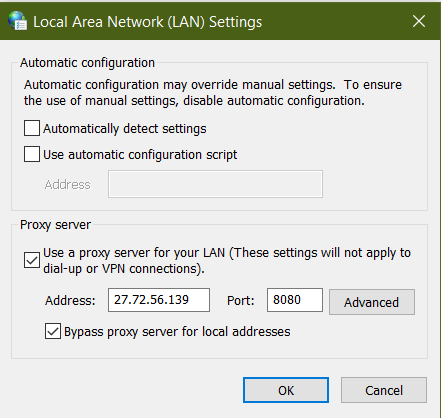 Local Area Network (LAN) Settings
Automatic configuration
Automatic configuration may override manual settings. To ensure
the use of manual settings, disable automatic configuration.
Automatically detect settings
Use automatic configuration script
Address
Proxy server
Use a proxy server for your LAN (These settings will not apply to
dial-up or VPN connections).
Address: 27.72.56.139 Port: 8080 Advanced
Bypass proxy server for local addresses
OK Cancel